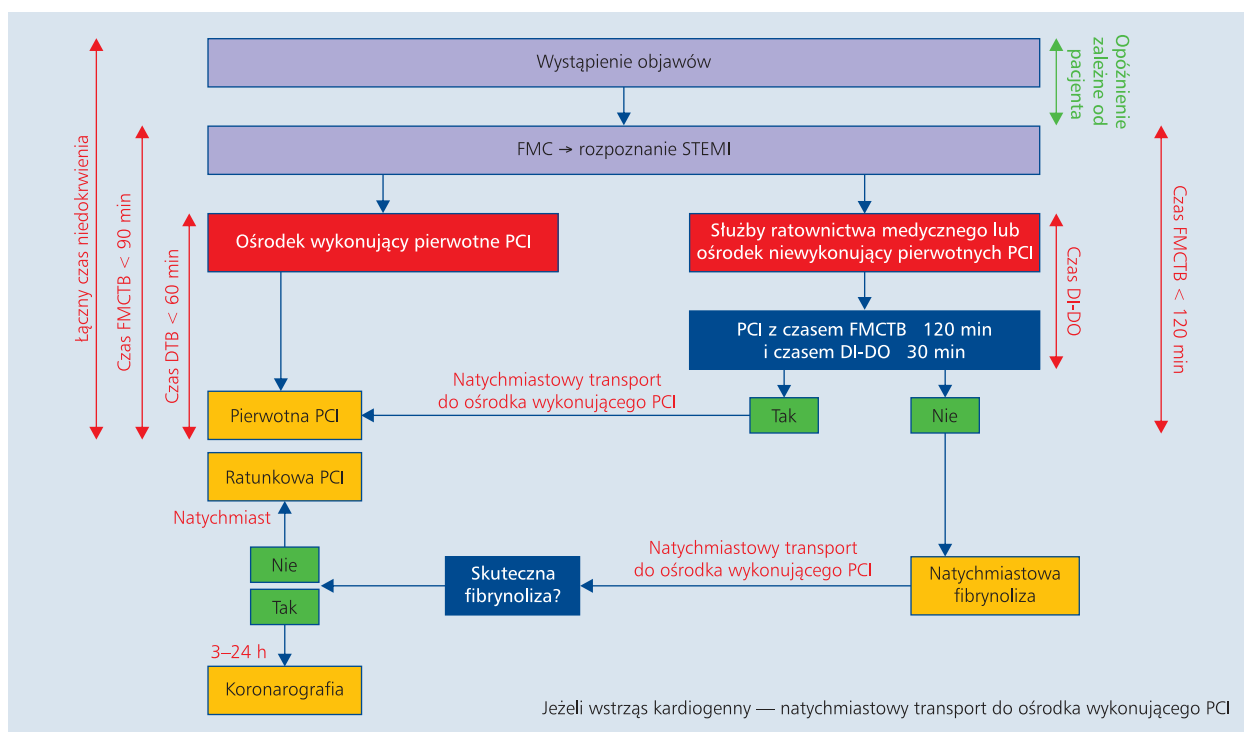 Wystąpienie objawów
Opóźnienie
zależne od
pacjenta
FMC → rozpoznanie STEMI
Łączny czas niedokrwienia
Czas FMCTB < 90 min
Czas DTB < 60 min
Ośrodek wykonujący pierwotne PCI
Służby ratownictwa medycznego lub
ośrodek niewykonujący pierwotnych PCI
Czas DI-DO
Czas FMCTB < 120 min
PCI z czasem FMCTB 120 min
i czasem DI-DO 30 min
Natychmiastowy transport
do ośrodka wykonującego PCI
Pierwotna PCI
Tak
Nie
Ratunkowa PCI
Natychmiast
Nie
Tak
Skuteczna
fibrynoliza?
Natychmiastowy transport
do ośrodka wykonującego PCI
Natychmiastowa
fibrynoliza
3–24 h
Koronarografia
Jeżeli wstrząs kardiogenny — natychmiastowy transport do ośrodka wykonującego PCI